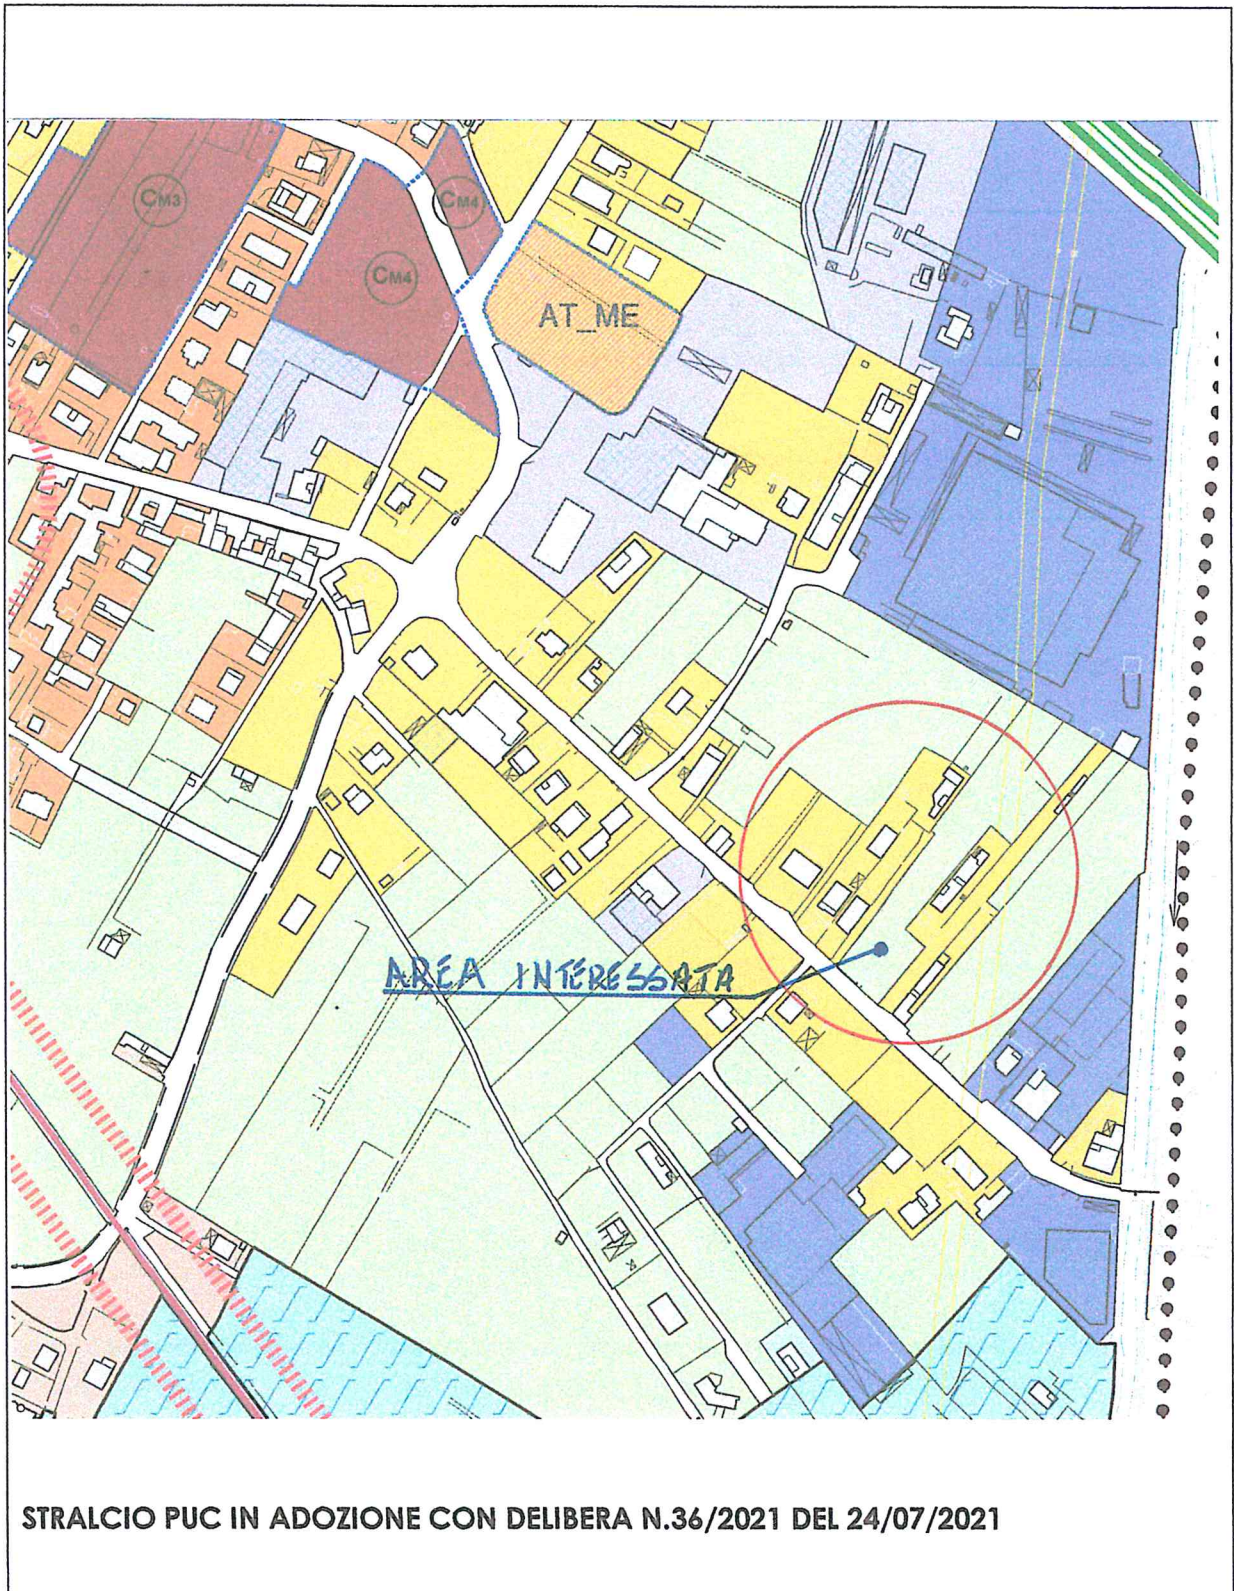 CM3
CM4
CM4
AT_ME
AREA INTERESSATA
STRALCIO PUC IN ADOZIONE CON DELIBERA N.36/2021 DEL 24/07/2021